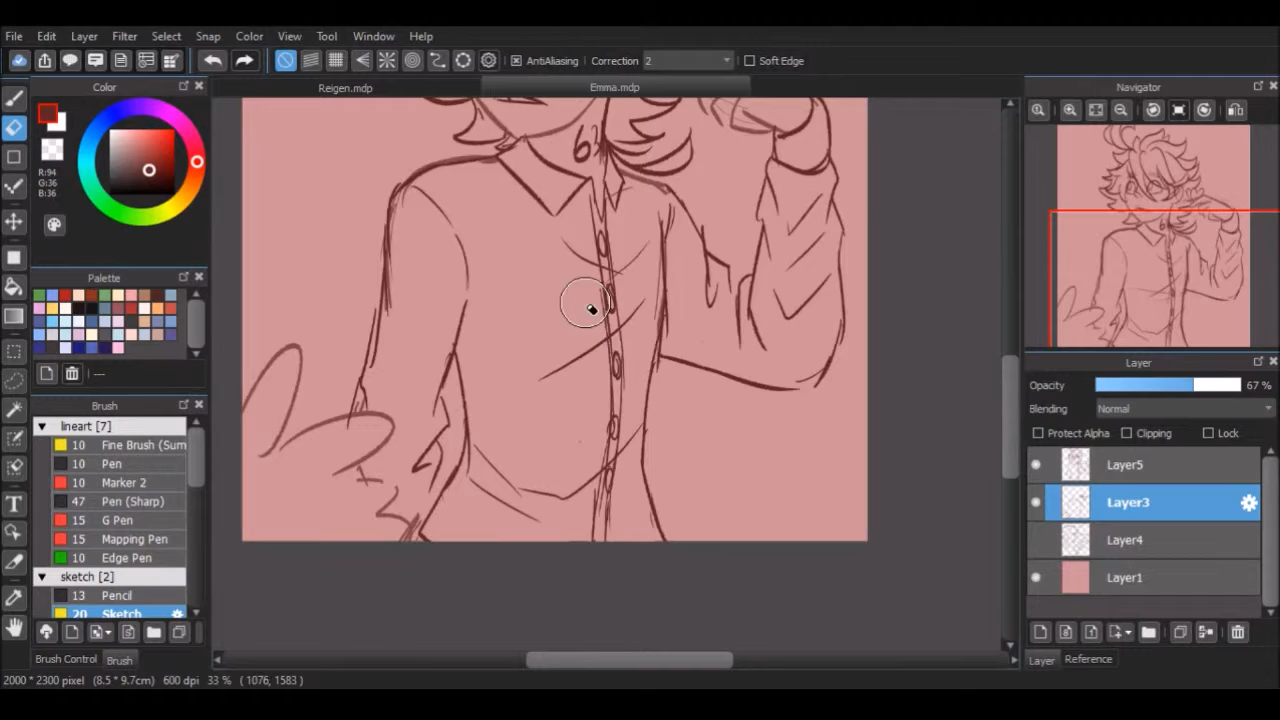 File Edit Layer Filter Select Snap Color View Tool Window Help
AntiAliasing Correction 2 Soft Edge
Color
Reigen.mdp Emma.mdp
Navigator
R:94
G:36
B:36
63
Palette
---
Layer
Opacity 67 %
Blending Normal
Protect Alpha Clipping Lock
Brush
lineart [7]
10 Fine Brush (Sum
10 Pen
10 Marker 2
47 Pen (Sharp)
15 G Pen
15 Mapping Pen
10 Edge Pen
sketch [2]
13 Pencil
20 Sketch
Layer5
Layer3
Layer4
Layer1
Brush Control Brush
Layer Reference
2000 * 2300 pixel (8.5 * 9.7cm) 600 dpi 33 % ( 1076, 1583 )